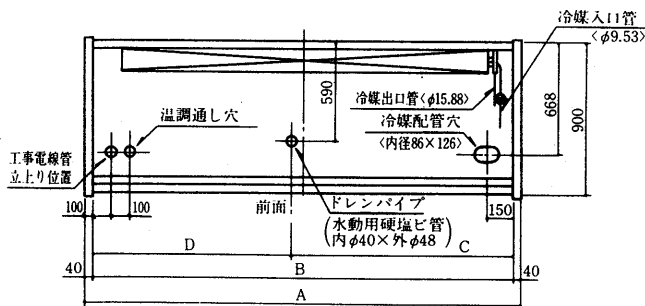 冷媒入口管
<φ9.53>
590
冷媒出口管<φ15.88>
668
900
温調通し穴
冷媒配管穴
<内径86×126>
工事電線管
立上り位置
100
100
前面
ドレンパイプ
(水動用硬塩ビ管
内φ40×外φ48)
150
D
C
40
B
40
A